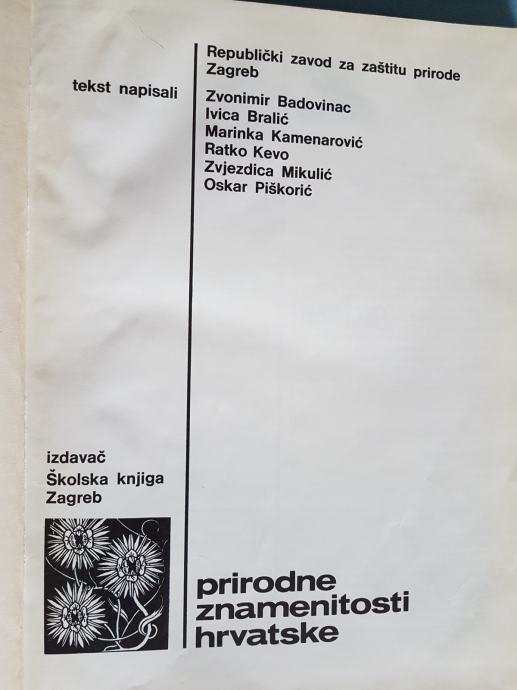 Republički zavod za zaštitu prirode
Zagreb
tekst napisali
Zvonimir Badovinac
Ivica Bralić
Marinka Kamenarović
Ratko Kevo
Zvjezdica Mikulić
Oskar Piškorić
izdavač
Školska knjiga
Zagreb
prirodne
znamenitosti
hrvatske